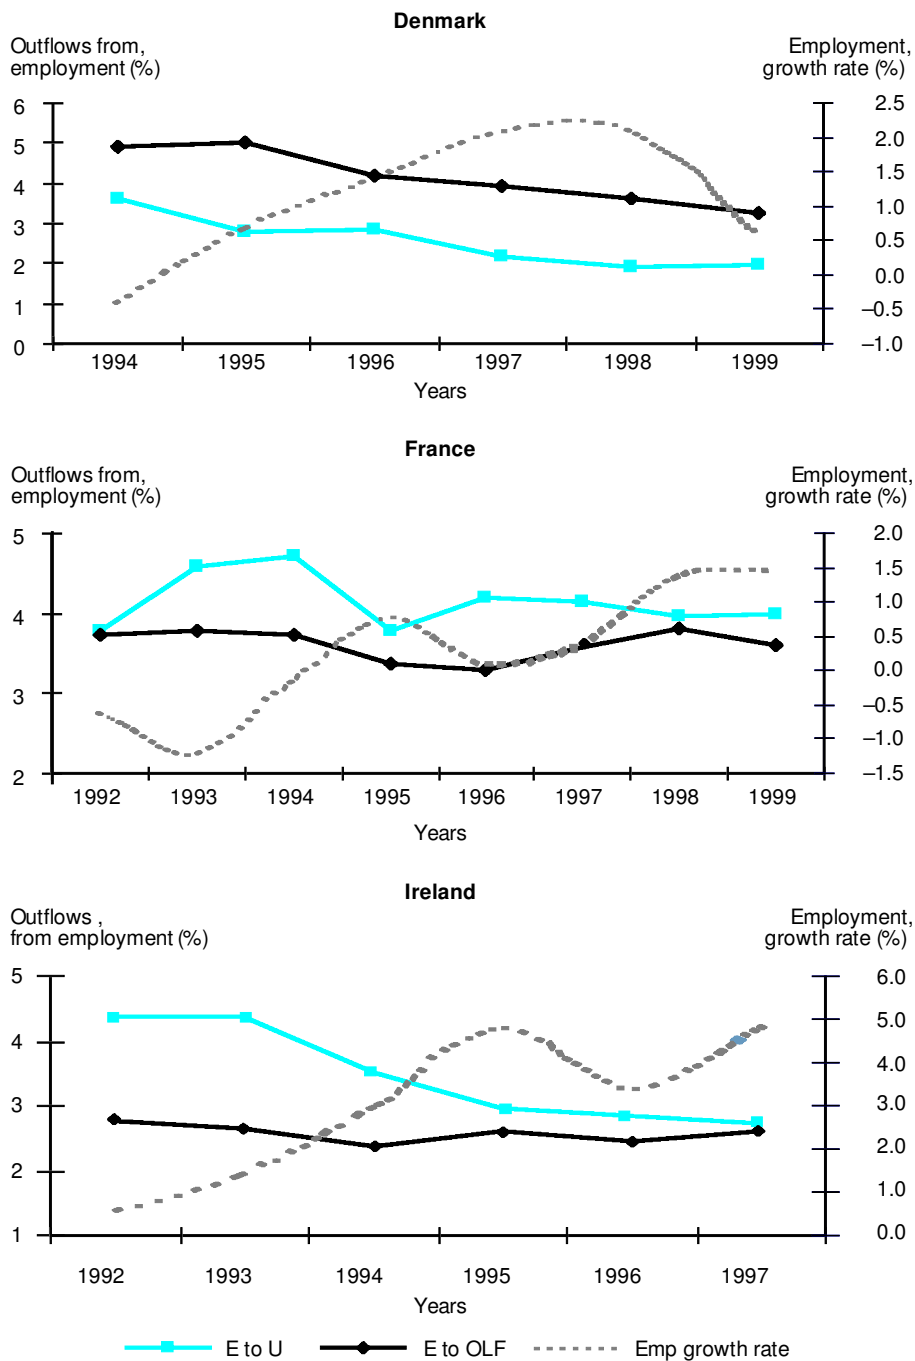 Denmark
Outflows from,
employment (%)
Employment,
growth rate (%)
6
5
4
3
2
1
0
2.5
2.0
1.5
1.0
0.5
0.0
–0.5
–1.0
1994 1995 1996 1997 1998 1999
Years
France
Outflows from,
employment (%)
Employment,
growth rate (%)
5
4
3
2
2.0
1.5
1.0
0.5
0.0
–0.5
–1.0
–1.5
1992 1993 1994 1995 1996 1997 1998 1999
Years
Ireland
Outflows ,
from employment (%)
Employment,
growth rate (%)
5
4
3
2
1
6.0
5.0
4.0
3.0
2.0
1.0
0.0
1992 1993 1994 1995 1996 1997
Years
E to U E to OLF Emp growth rate